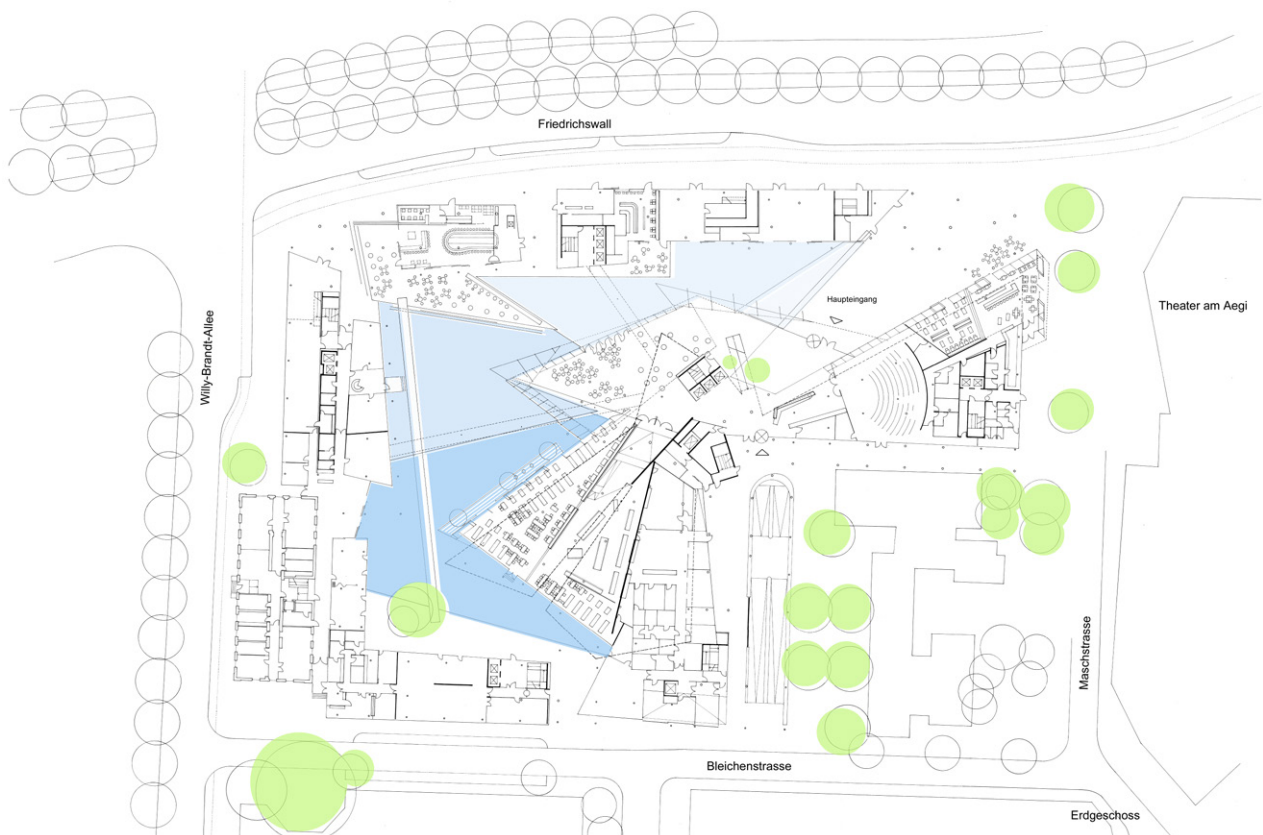 Friedrichswall
Haupteingang
Theater am Aegi
Willy-Brandt-Allee
Maschstrasse
Bleichenstrasse
Erdgeschoss